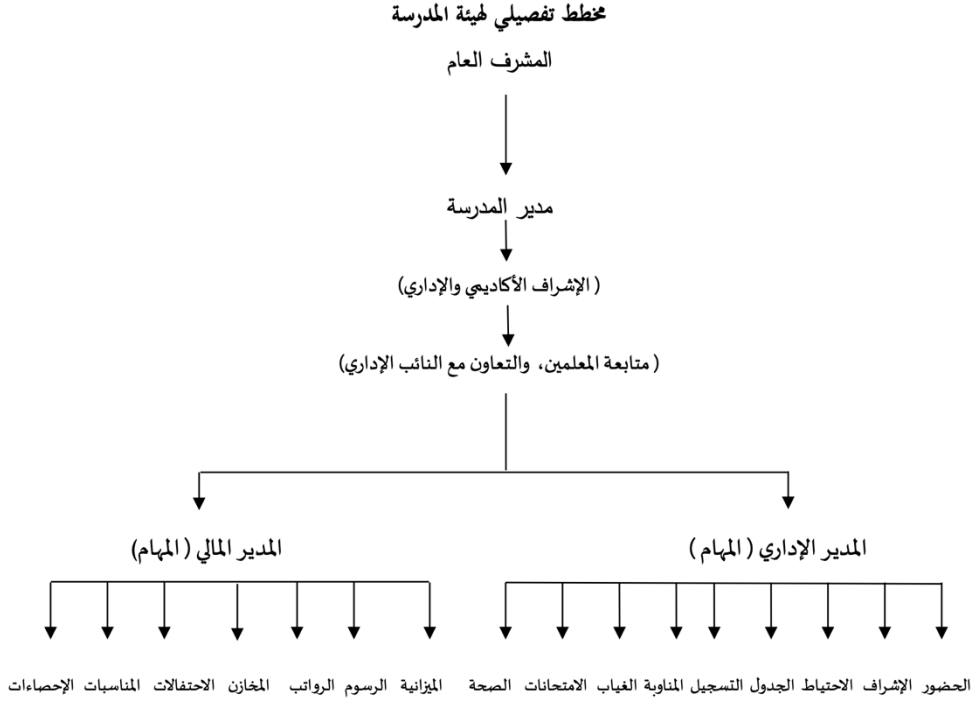 مخطط تفصيلي لهيئة المدرسة
المشرف العام
مدير المدرسة
( الإشراف الأكاديمي والإداري)
( متابعة المعلمين، والتعاون مع النائب الإداري)
المدير الإداري ( المهام ) المدير المالي ( المهام)
الحضور الإشراف الاحتياط الجدول التسجيل المناوبة الغياب الامتحانات الصحة الميزانية الرسوم الرواتب المخازن الاحتفالات المناسبات الإحصاءات